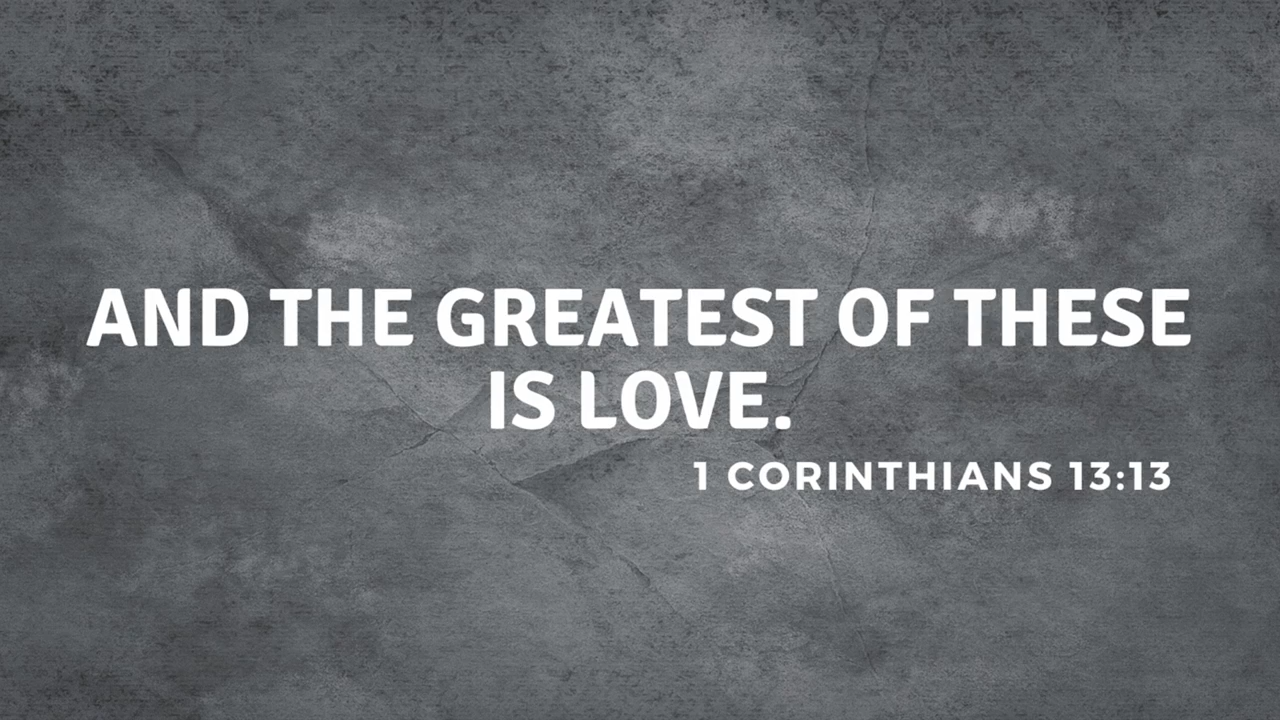 AND THE GREATEST OF THESE
IS LOVE.
1 CORINTHIANS 13:13